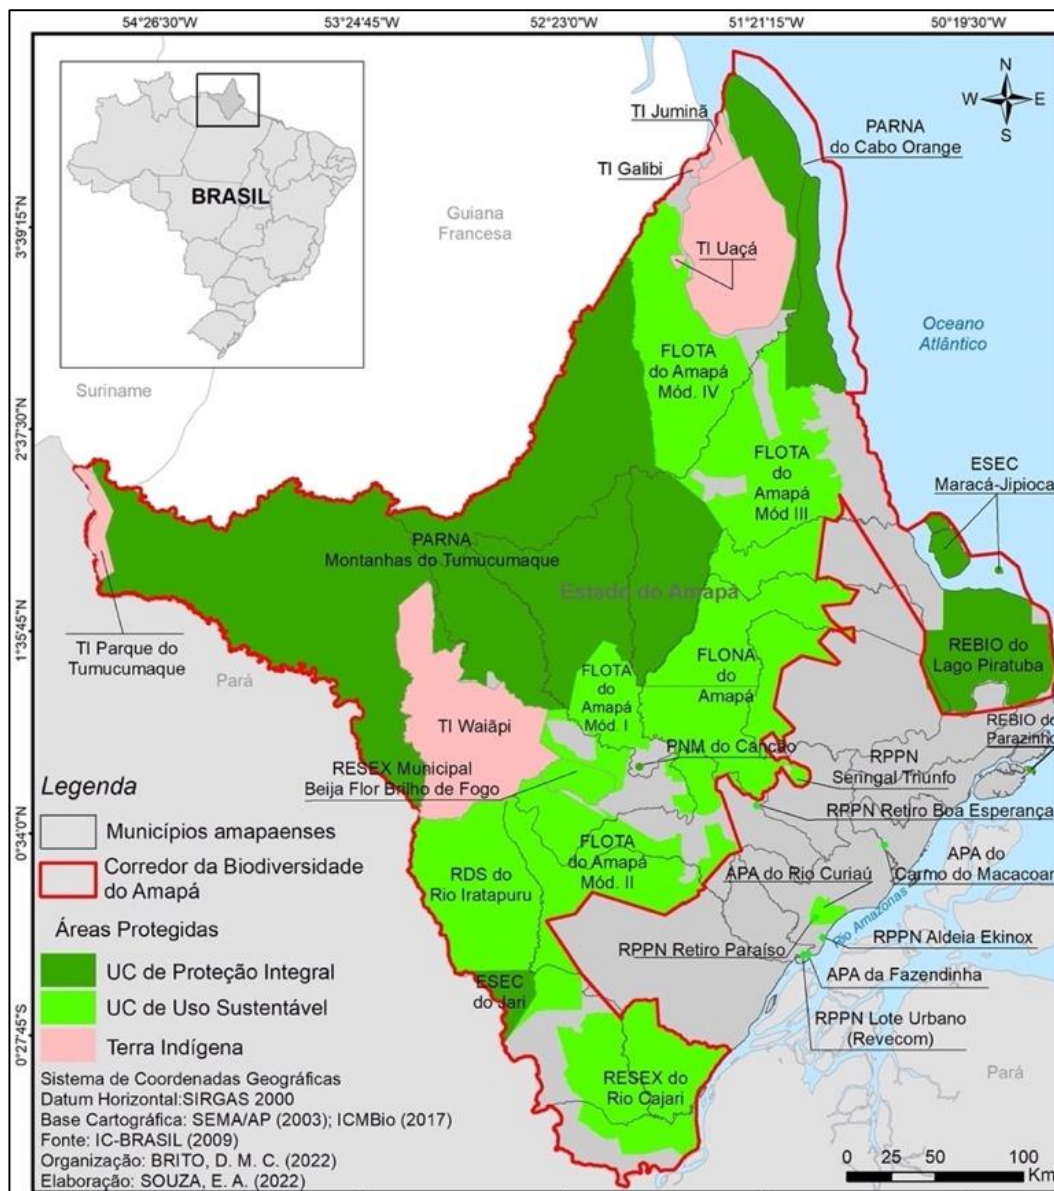 54°26'30"W
53°24'45"W
52°23'0"W
51°21'15"W
50°19'30"W
3°39'15"N
2°37'30"N
1°35'45"N
0°34'0"N
0°27'45"S
BRASIL
N
W
E
S
TI Juminã
PARNA
do Cabo Orange
TI Galibi
Guiana
Francesa
TI Uaçá
Oceano
Atlântico
FLOTA
do Amapá
Mód. IV
Suriname
FLOTA
do
Amapá
Mód III
ESEC
Maracá-Jipioca
PARNA
Montanhas do Tumucumaque
Estado do Amapá
TI Parque do
Tumucumaque
Pará
REBIO do
Lago Piratuba
FLOTA
do
Amapá
Mód. I
FLONA
do
Amapá
TI Waiãpi
REBIO do
Parazinho
PNM do Cancão
RPPN
Seringal Triunfo
RESEX Municipal
Beija Flor Brilho de Fogo
RPPN Retiro Boa Esperança
RDS do
Rio Iratapuru
FLOTA
do Amapá
Mód. II
APA do Rio Curiaú
APA do
Carmo do Macacoari
Rio Amazonas
RPPN Retiro Paraíso
RPPN Aldeia Ekinox
APA da Fazendinha
ESEC
do Jari
RPPN Lote Urbano
(Revecom)
RESEX do
Rio Cajari
Pará
Legenda
Municípios amapaenses
Corredor da Biodiversidade
do Amapá
Áreas Protegidas
UC de Proteção Integral
UC de Uso Sustentável
Terra Indígena
Sistema de Coordenadas Geográficas
Datum Horizontal:SIRGAS 2000
Base Cartográfica: SEMA/AP (2003); ICMBio (2017)
Fonte: IC-BRASIL (2009)
Organização: BRITO, D. M. C. (2022)
Elaboração: SOUZA, E. A. (2022)
0 25 50 100
Km